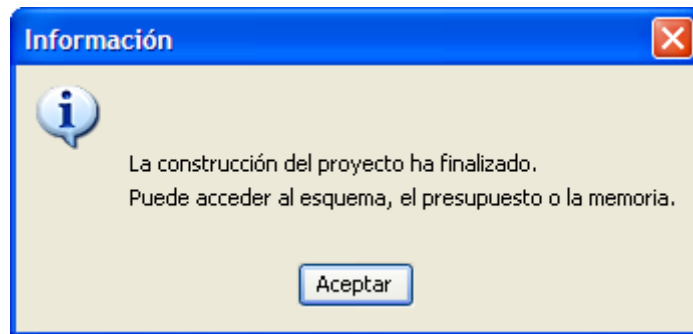 Información
La construcción del proyecto ha finalizado.
Puede acceder al esquema, el presupuesto o la memoria.
Aceptar